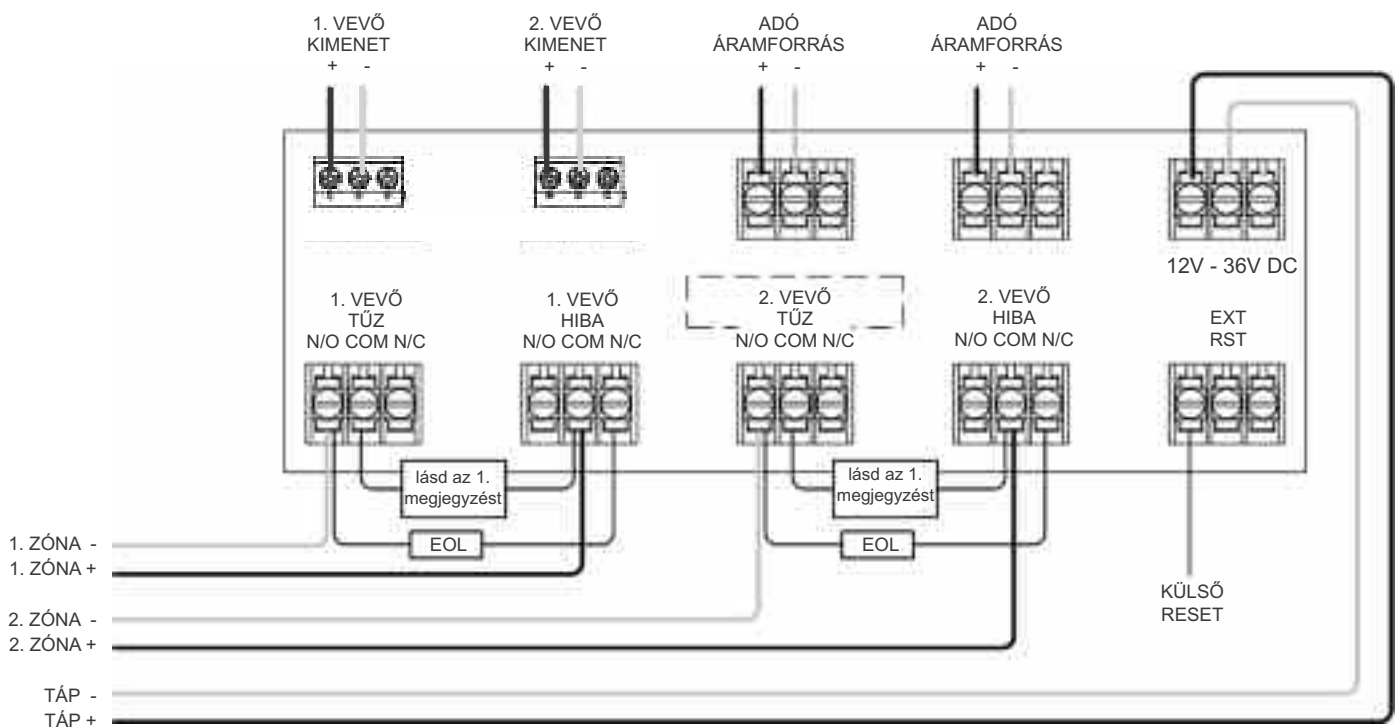 1. VEVŐ
KIMENET
+ -
2. VEVŐ
KIMENET
+ -
ADÓ
ÁRAMFORRÁS
+ -
ADÓ
ÁRAMFORRÁS
+ -
12V - 36V DC
1. VEVŐ
TŰZ
N/O COM N/C
1. VEVŐ
HIBA
N/O COM N/C
2. VEVŐ
TŰZ
N/O COM N/C
2. VEVŐ
HIBA
N/O COM N/C
EXT
RST
lásd az 1.
megjegyzést
EOL
lásd az 1.
megjegyzést
EOL
KÜLSŐ
RESET
1. ZÓNA -
1. ZÓNA +
2. ZÓNA -
2. ZÓNA +
TÁP -
TÁP +